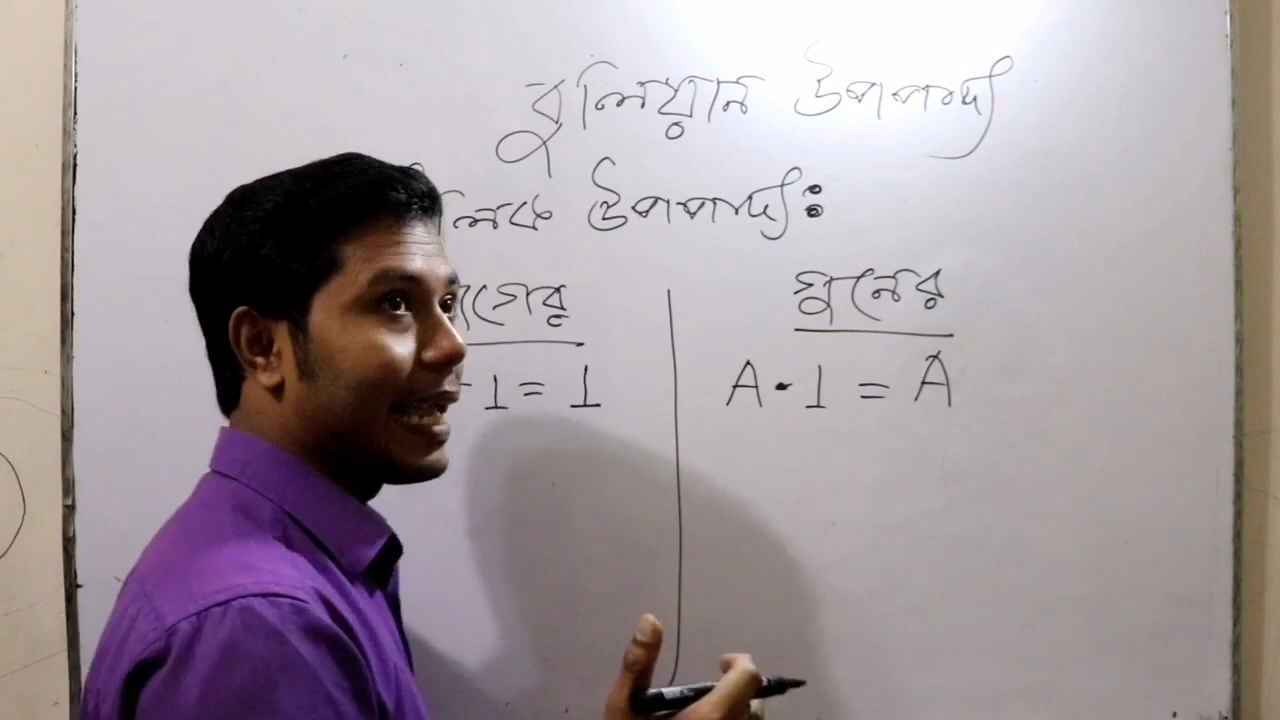 বুলিয়ান উপপাদ্য
লিক উপপাদ্য:
গের গুনের
1 = 1 A · 1 = A